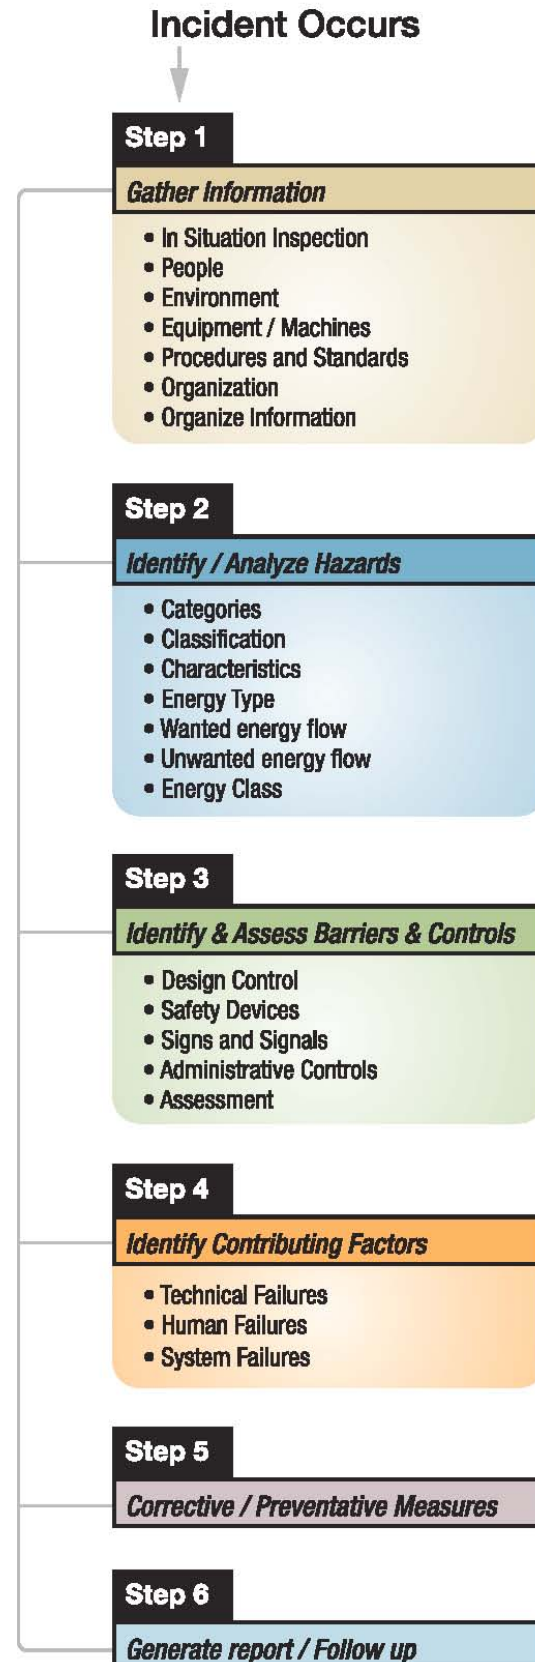 Incident Occurs
Step 1
Gather Information
• In Situation Inspection
• People
• Environment
• Equipment / Machines
• Procedures and Standards
• Organization
• Organize Information
Step 2
Identify / Analyze Hazards
• Categories
• Classification
• Characteristics
• Energy Type
• Wanted energy flow
• Unwanted energy flow
• Energy Class
Step 3
Identify & Assess Barriers & Controls
• Design Control
• Safety Devices
• Signs and Signals
• Administrative Controls
• Assessment
Step 4
Identify Contributing Factors
• Technical Failures
• Human Failures
• System Failures
Step 5
Corrective / Preventative Measures
Step 6
Generate report / Follow up